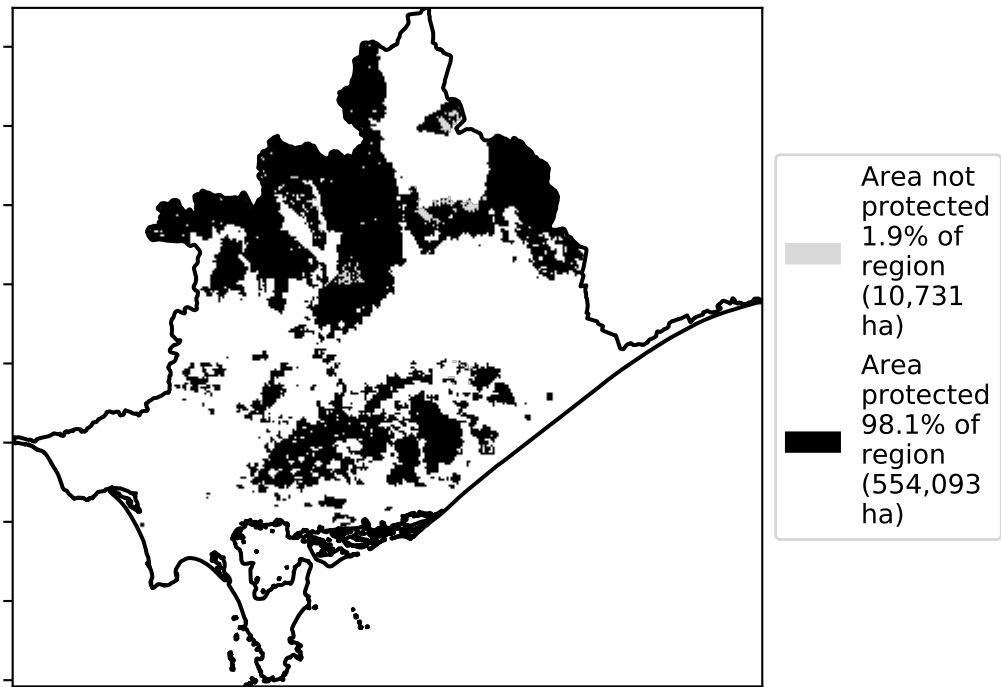 Area not
protected
1.9% of
region
(10,731
ha)
Area
protected
98.1% of
region
(554,093
ha)